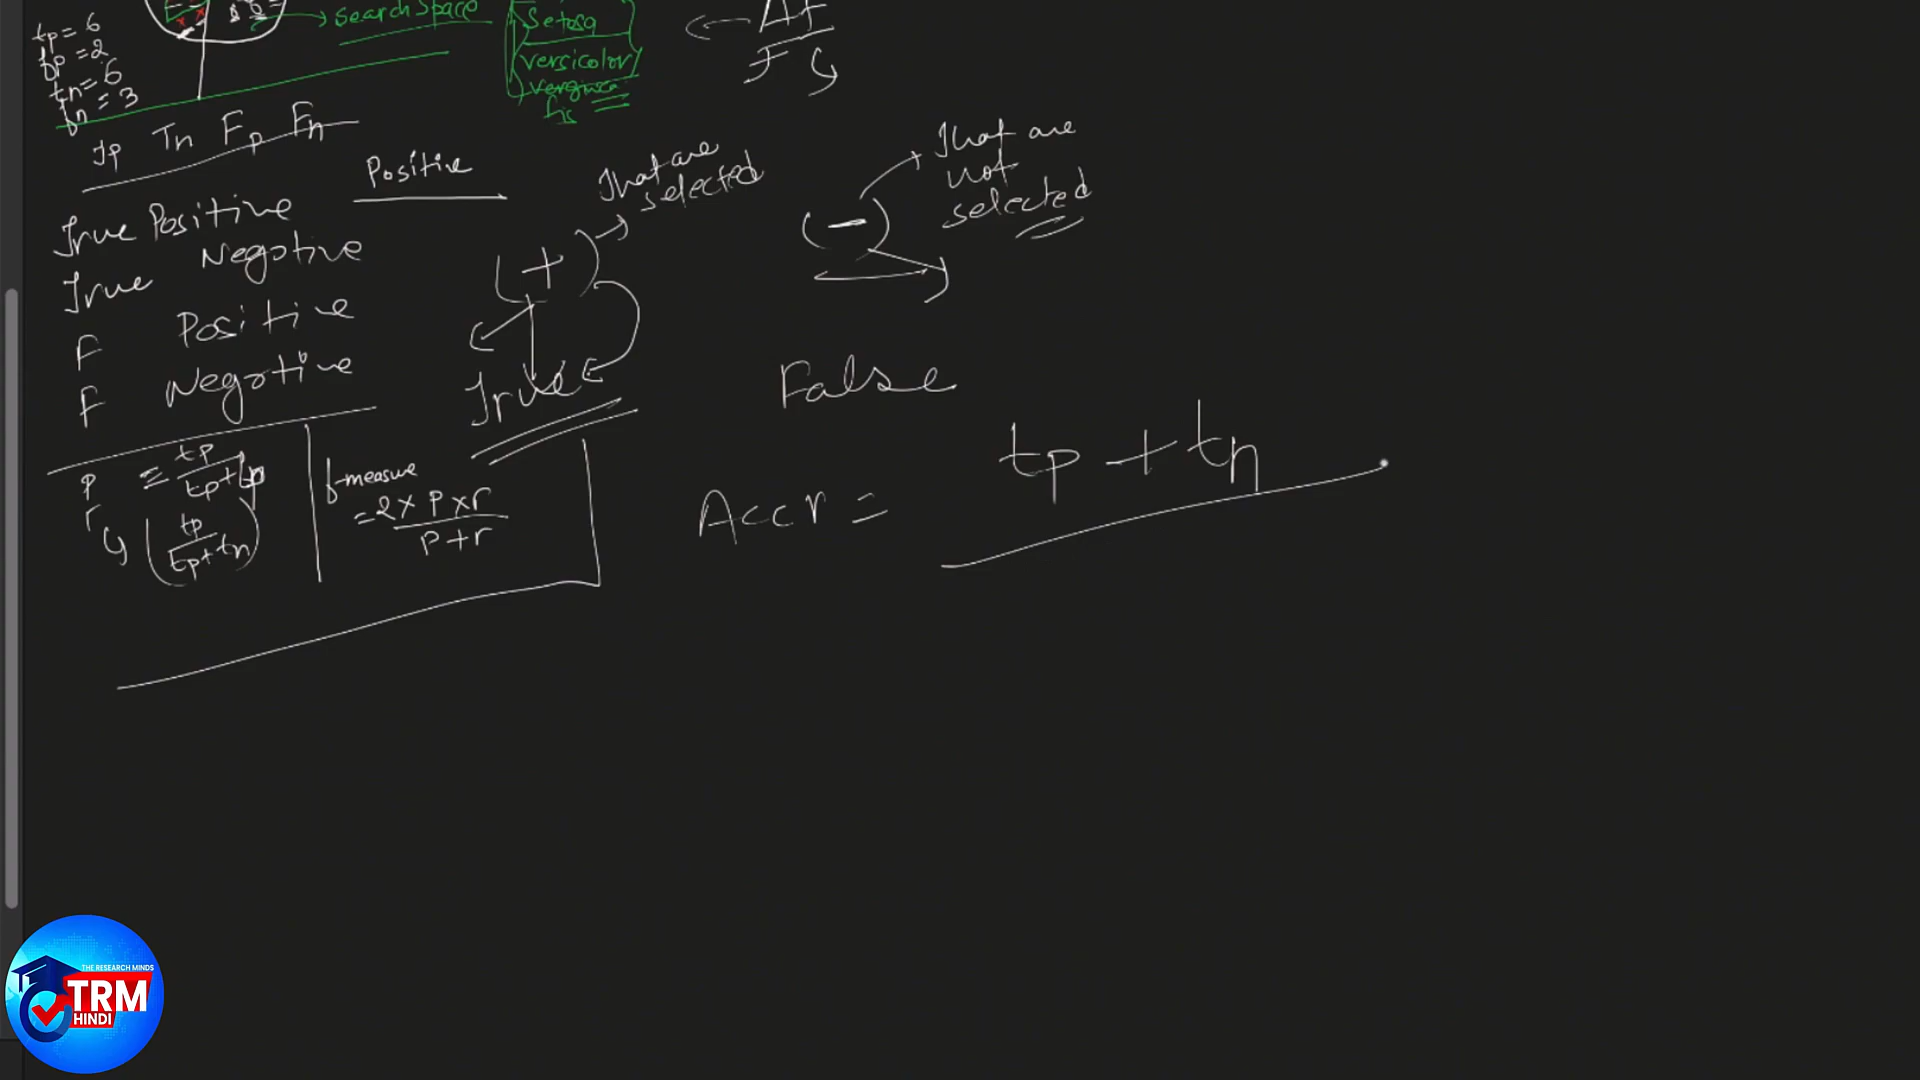 tp = 6
fp = 2
tn = 6
fn = 3
search space
Setosa
versicolor
Tp Tn Fp Fn
Positive
That are
selected
(+)
That are
not
selected
(-)
True Positive
True Negative
F Positive
F Negative
True
False
p = tp / tp+fp
r
( tp / tp+tn )
f-measure
= 2 x p x r / p + r
Accr = tp + tn
THE RESEARCH MINDS
TRM
HINDI